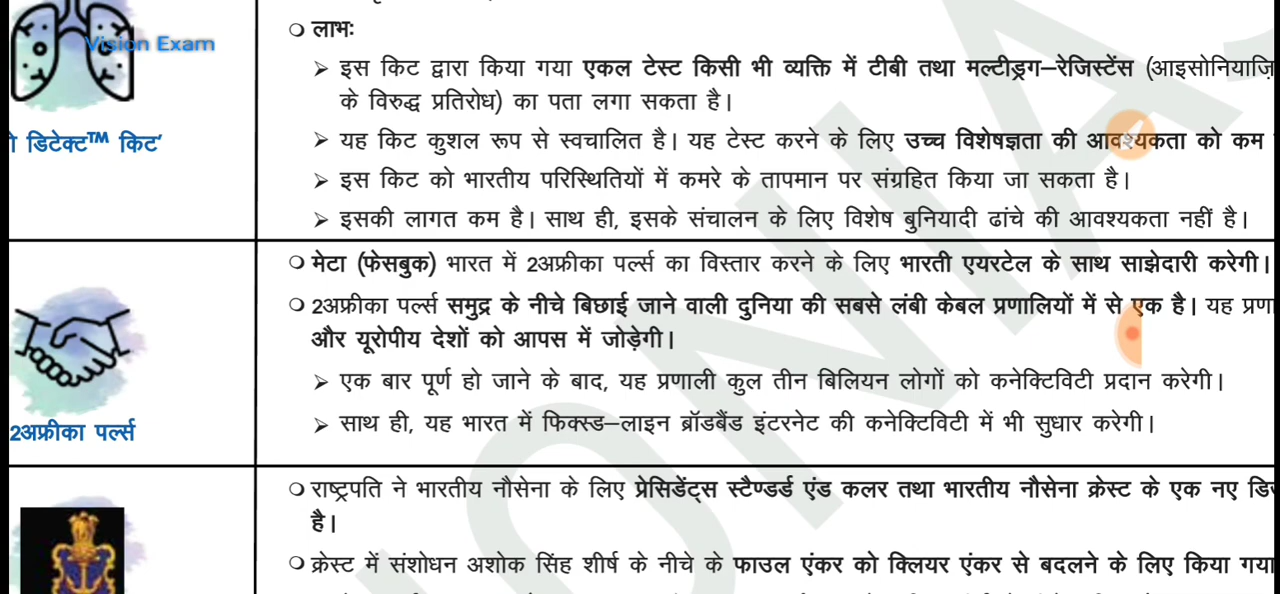 Vision Exam
डिटेक्ट™ किट’
लाभः
इस किट द्वारा किया गया एकल टेस्ट किसी भी व्यक्ति में टीबी तथा मल्टीड्रग–रेजिस्टेंस
के विरुद्ध प्रतिरोध) का पता लगा सकता है।
यह किट कुशल रूप से स्वचालित है। यह टेस्ट करने के लिए उच्च विशेषज्ञता की आवश्यकता को कम
इस किट को भारतीय परिस्थितियों में कमरे के तापमान पर संग्रहित किया जा सकता है।
इसकी लागत कम है। साथ ही, इसके संचालन के लिए विशेष बुनियादी ढांचे की आवश्यकता नहीं है।
2अफ्रीका पर्ल्स
मेटा (फेसबुक) भारत में 2अफ्रीका पर्ल्स का विस्तार करने के लिए भारती एयरटेल के साथ साझेदारी करेगी।
2अफ्रीका पर्ल्स समुद्र के नीचे बिछाई जाने वाली दुनिया की सबसे लंबी केबल प्रणालियों में से एक है। यह
और यूरोपीय देशों को आपस में जोड़ेगी।
एक बार पूर्ण हो जाने के बाद, यह प्रणाली कुल तीन बिलियन लोगों को कनेक्टिविटी प्रदान करेगी।
साथ ही, यह भारत में फिक्स्ड–लाइन ब्रॉडबैंड इंटरनेट की कनेक्टिविटी में भी सुधार करेगी।
राष्ट्रपति ने भारतीय नौसेना के लिए प्रेसिडेंट्स स्टैण्डर्ड एंड कलर तथा भारतीय नौसेना क्रेस्ट के एक नए
है।
क्रेस्ट में संशोधन अशोक सिंह शीर्ष के नीचे के फाउल एंकर को क्लियर एंकर से बदलने के लिए किया गया